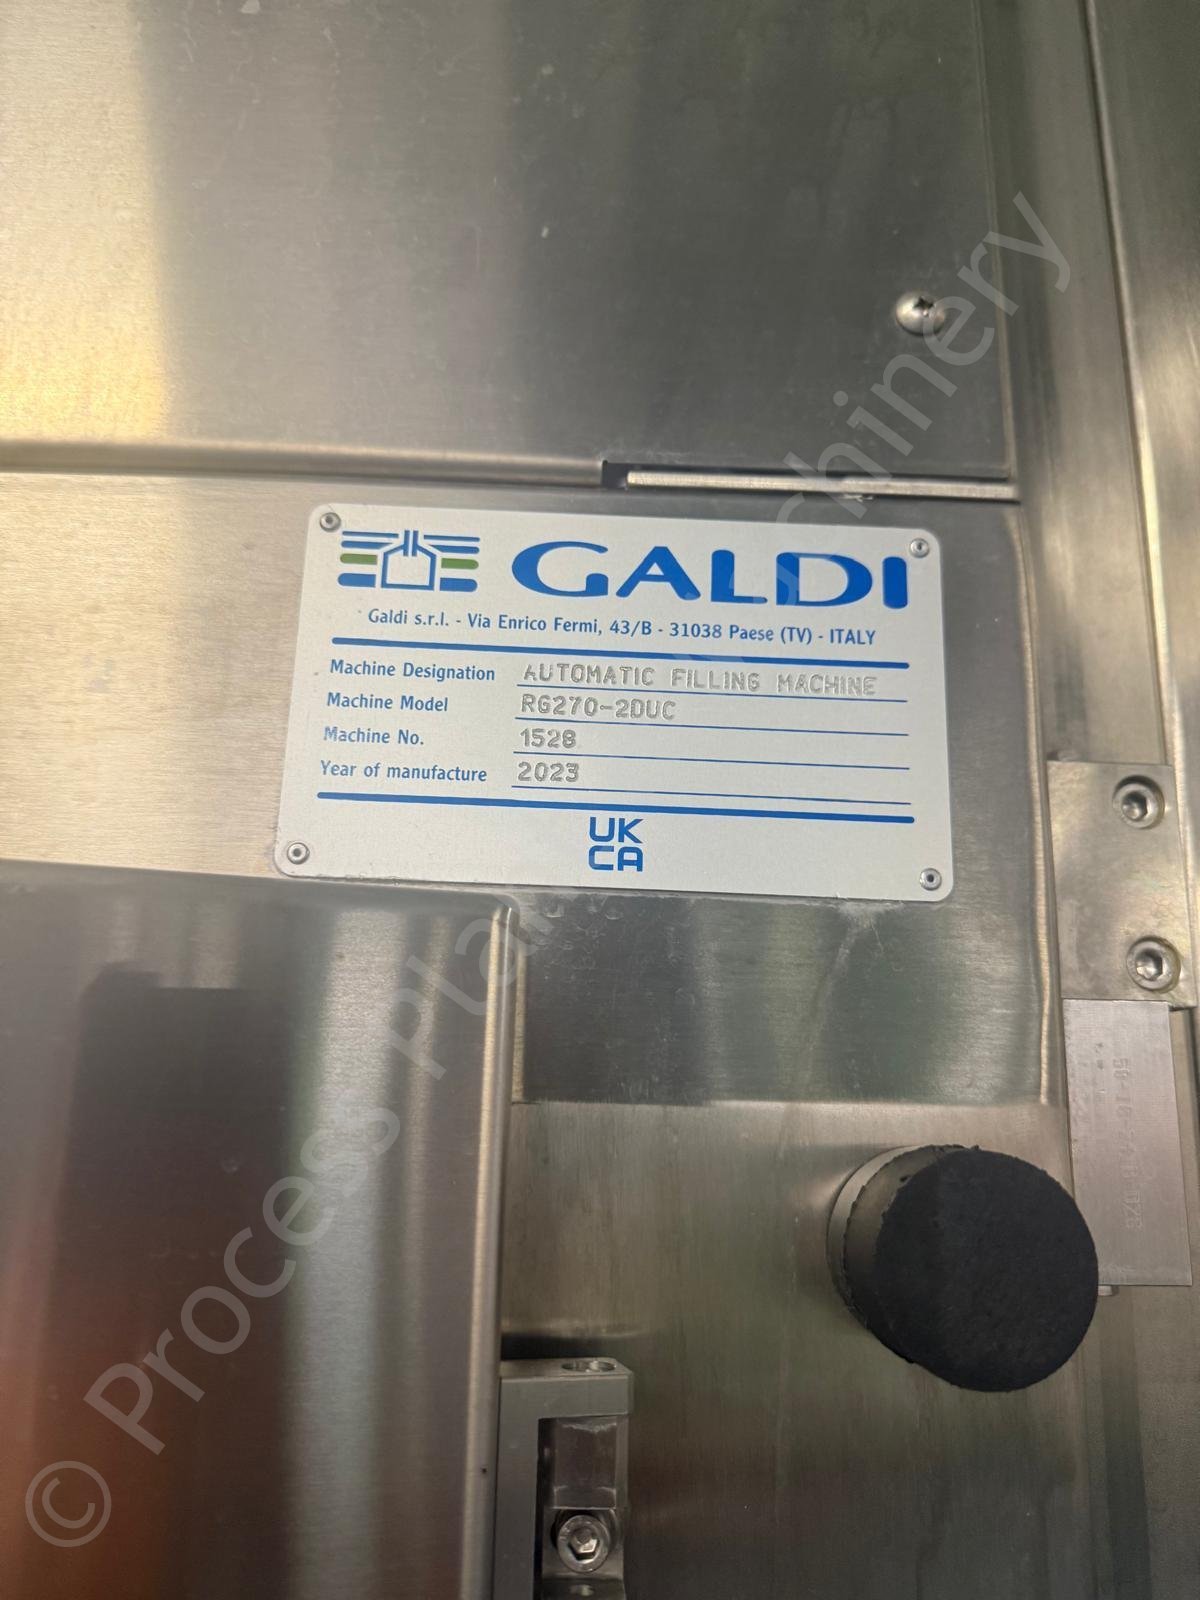 GALDI
Galdi s.r.l. - Via Enrico Fermi, 43/B - 31038 Paese (TV) - ITALY
Machine Designation AUTOMATIC FILLING MACHINE
Machine Model RG270-2DUC
Machine No. 1528
Year of manufacture 2023
UK
CA
© Process Plant Machinery